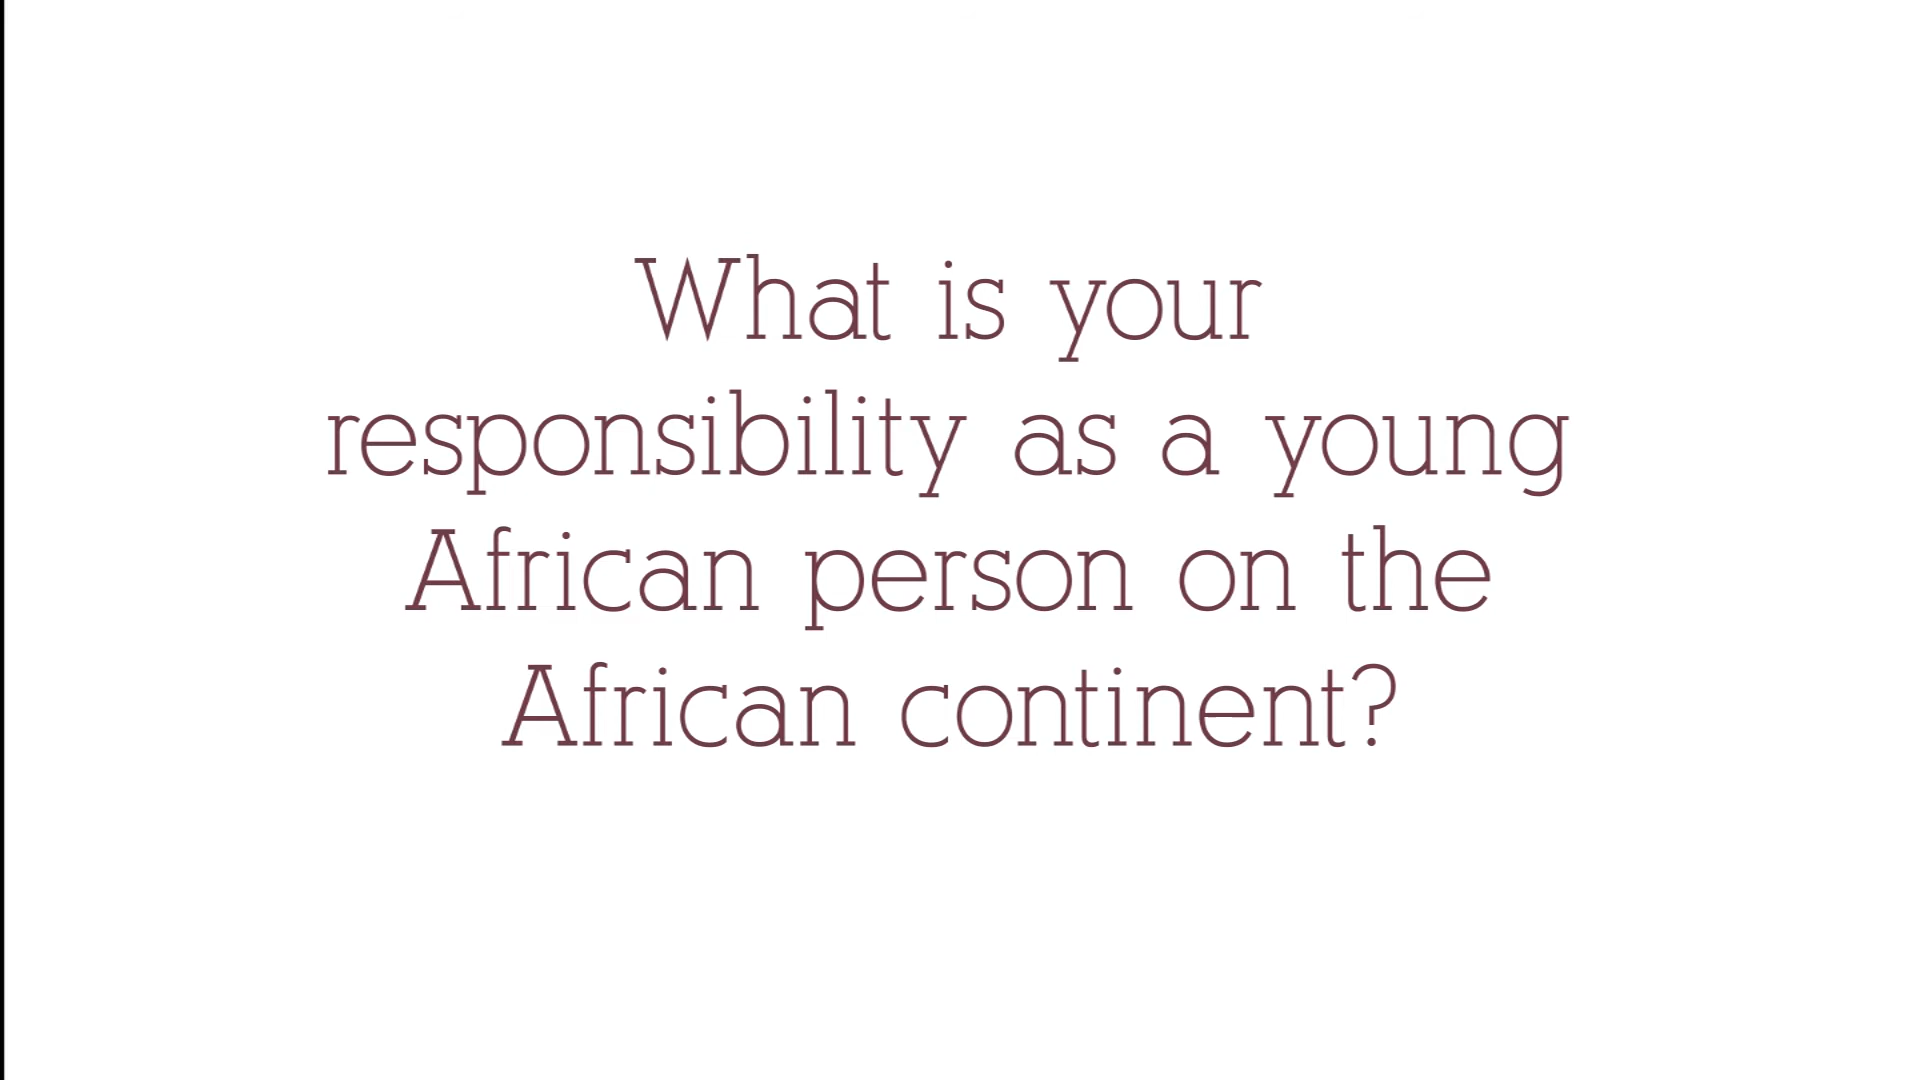 What is your
responsibility as a young
African person on the
African continent?